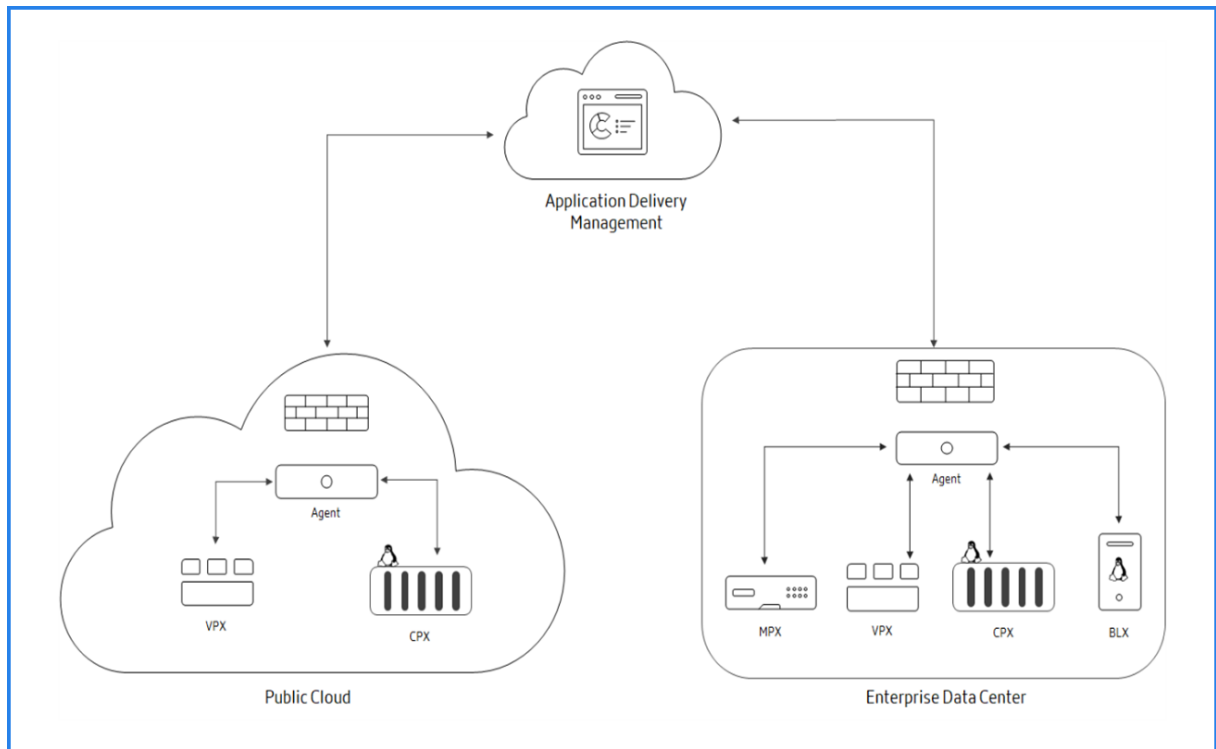 Application Delivery
Management
Agent
VPX
CPX
Public Cloud
Agent
MPX
VPX
CPX
BLX
Enterprise Data Center